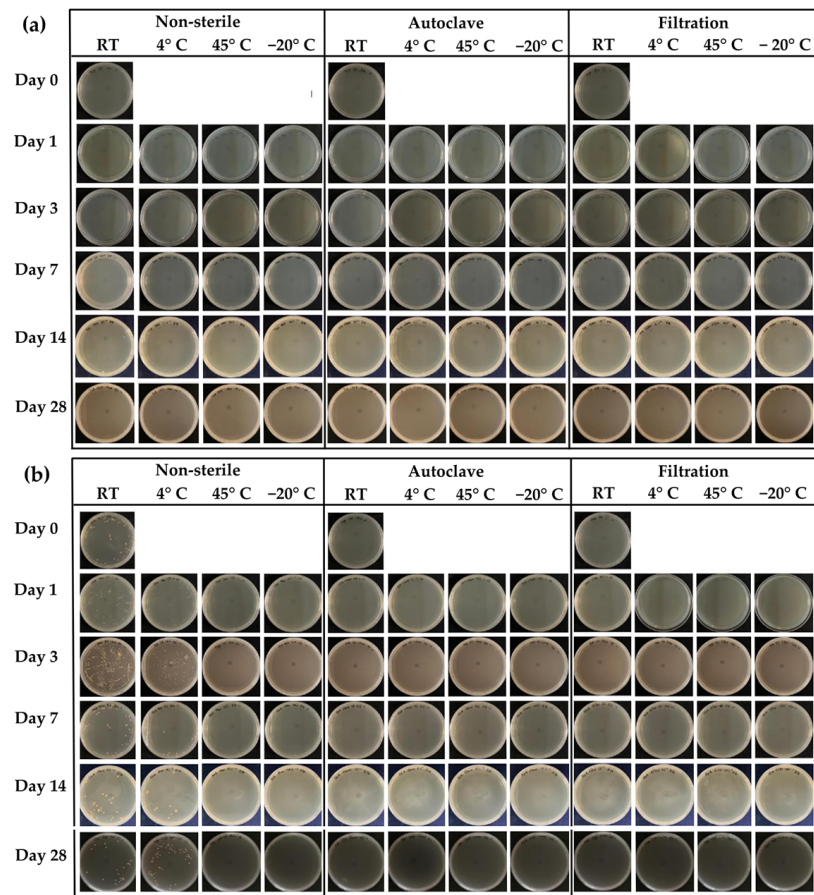 (a)
Non-sterile Autoclave Filtration
RT 4° C 45° C −20° C RT 4° C 45° C −20° C RT 4° C 45° C − 20° C
Day 0
Day 1
Day 3
Day 7
Day 14
Day 28
(b)
Non-sterile Autoclave Filtration
RT 4° C 45° C −20° C RT 4° C 45° C −20° C RT 4° C 45° C −20° C
Day 0
Day 1
Day 3
Day 7
Day 14
Day 28